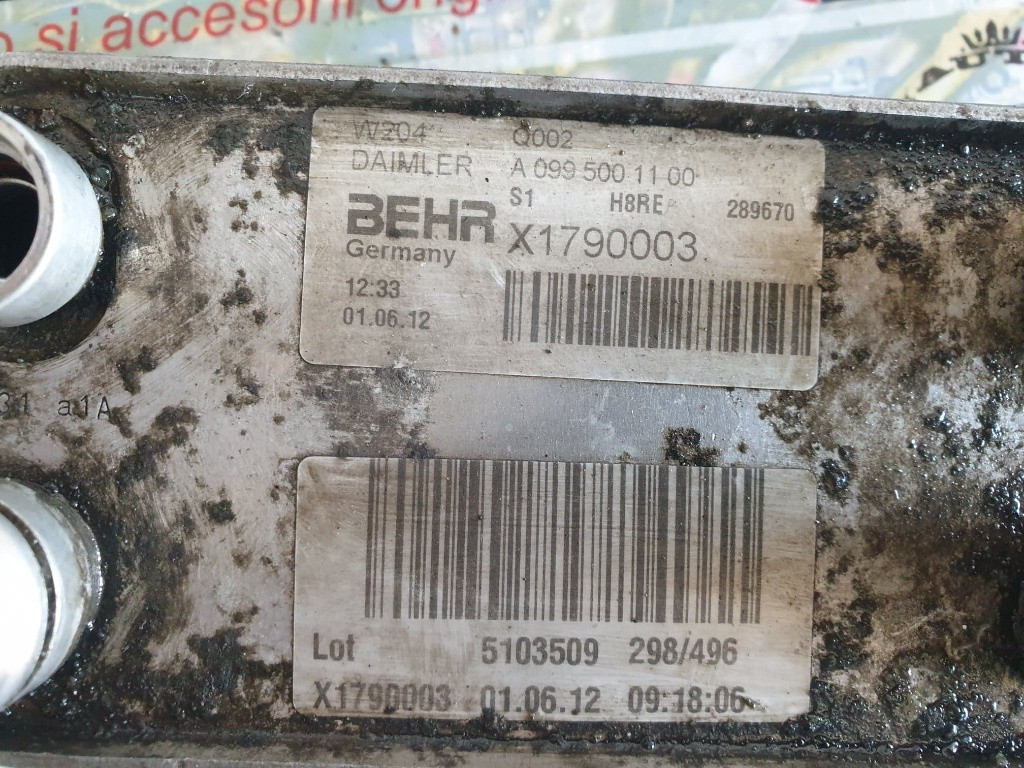 o si accesorii orig
AUTO
W204 Q002
DAIMLER A 099 500 11 00
S1 H8RE 289670
BEHR X1790003
Germany
12:33
01.06.12
31 a1A
Lot 5103509 298/496
X1790003 01.06.12 09:18:06